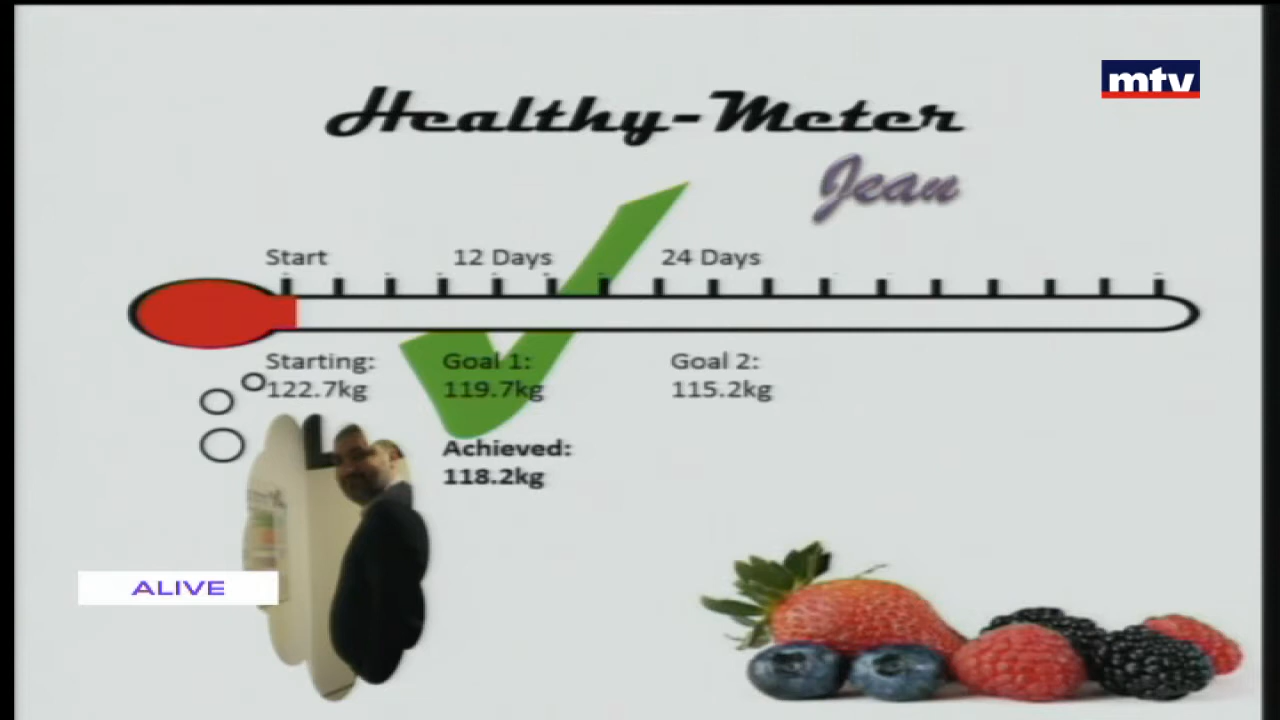 mtv
Healthy-Meter
Jean
Start 12 Days 24 Days
Starting: Goal 1: Goal 2:
122.7kg 119.7kg 115.2kg
Achieved:
118.2kg
ALIVE